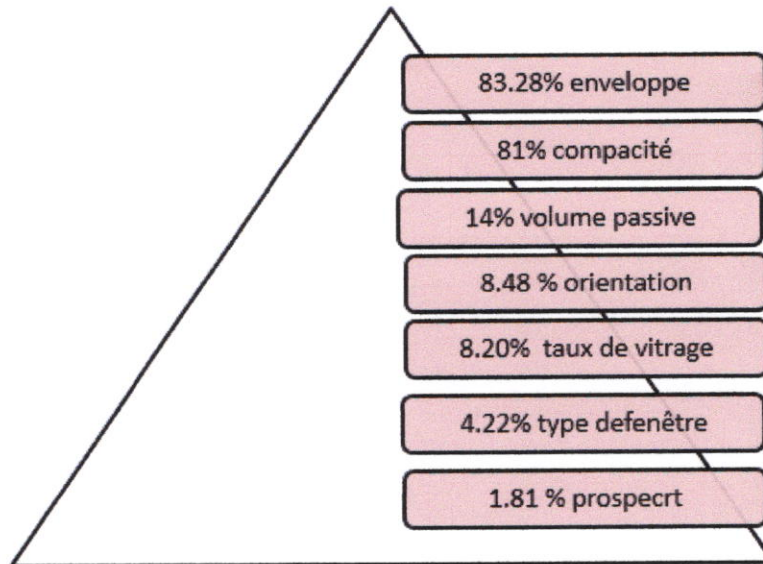 83.28% enveloppe
81% compacité
14% volume passive
8.48 % orientation
8.20% taux de vitrage
4.22% type defenêtre
1.81 % prospecrt